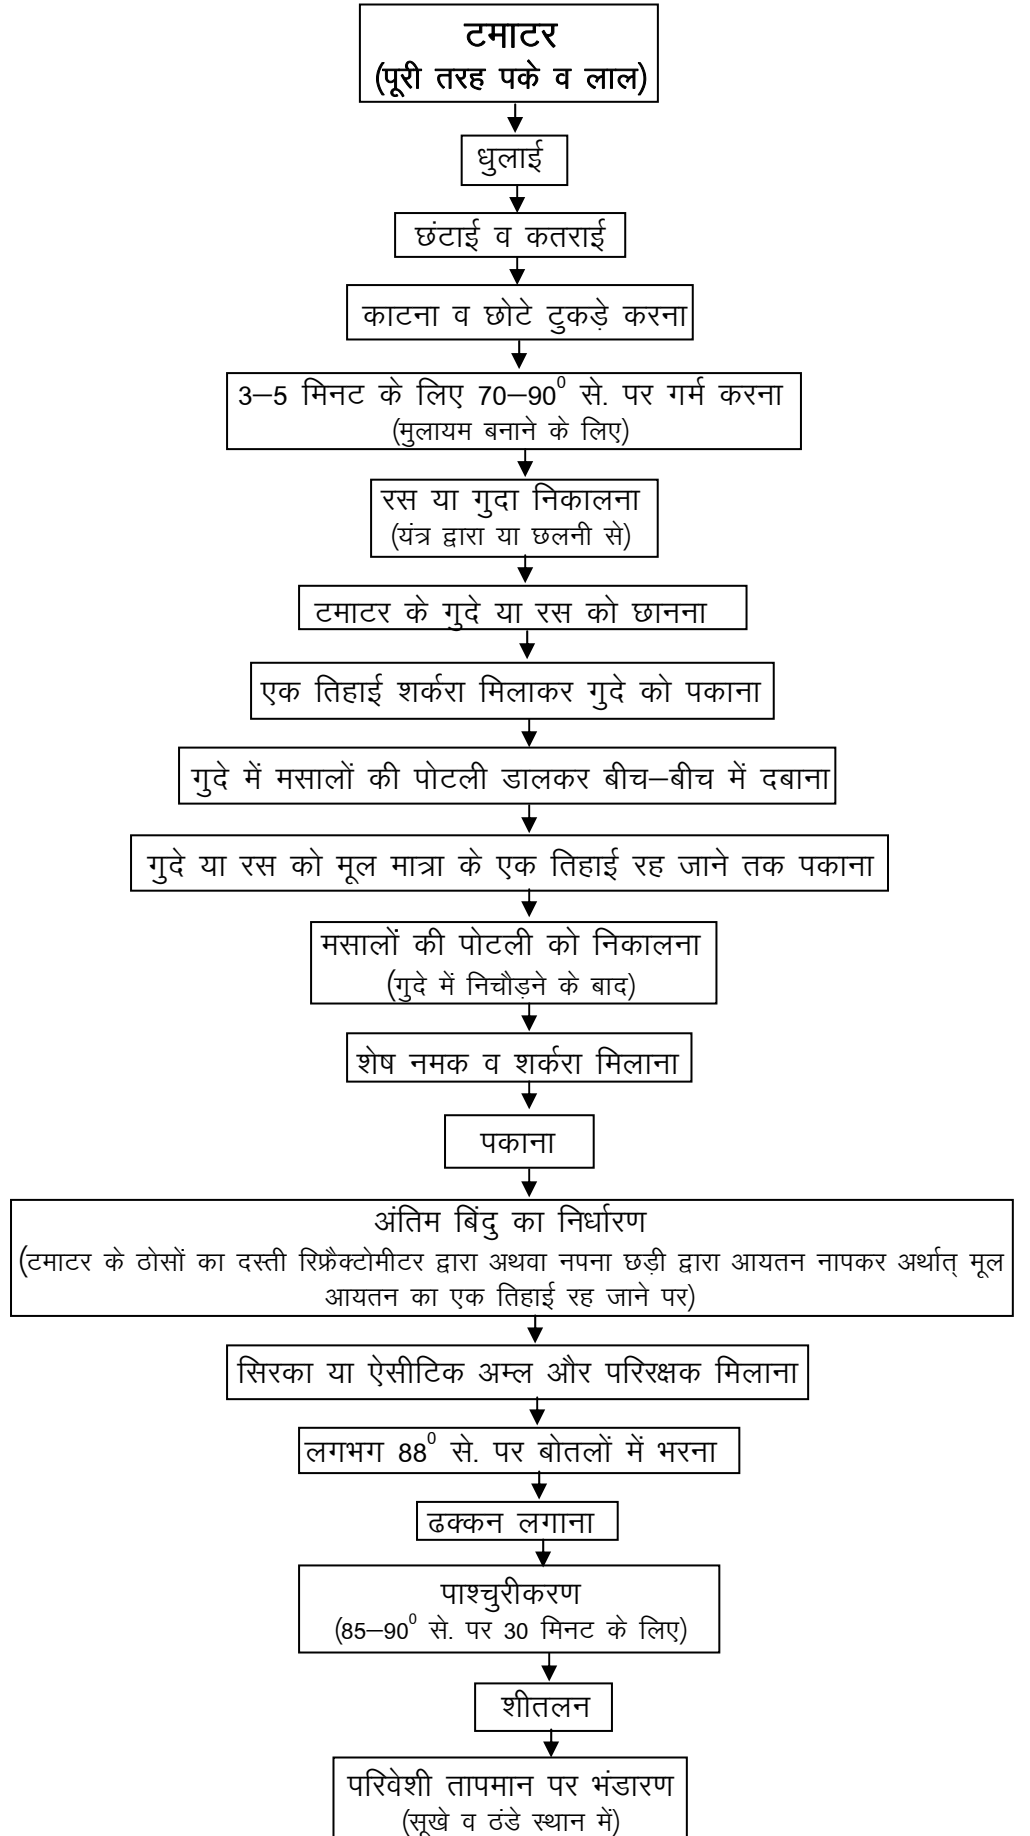 टमाटर
(पूरी तरह पके व लाल)
धुलाई
छंटाई व कतराई
काटना व छोटे टुकड़े करना
3–5 मिनट के लिए 70–90⁰ से. पर गर्म करना
(मुलायम बनाने के लिए)
रस या गुदा निकालना
(यंत्र द्वारा या छलनी से)
टमाटर के गुदे या रस को छानना
एक तिहाई शर्करा मिलाकर गुदे को पकाना
गुदे में मसालों की पोटली डालकर बीच–बीच में दबाना
गुदे या रस को मूल मात्रा के एक तिहाई रह जाने तक पकाना
मसालों की पोटली को निकालना
(गुदे में निचौड़ने के बाद)
शेष नमक व शर्करा मिलाना
पकाना
अंतिम बिंदु का निर्धारण
(टमाटर के ठोसों का दस्ती रिफ्रैक्टोमीटर द्वारा अथवा नपना छड़ी द्वारा आयतन नापकर अर्थात् मूल
आयतन का एक तिहाई रह जाने पर)
सिरका या ऐसीटिक अम्ल और परिरक्षक मिलाना
लगभग 88⁰ से. पर बोतलों में भरना
ढक्कन लगाना
पाश्चुरीकरण
(85–90⁰ से. पर 30 मिनट के लिए)
शीतलन
परिवेशी तापमान पर भंडारण
(सूखे व ठंडे स्थान में)